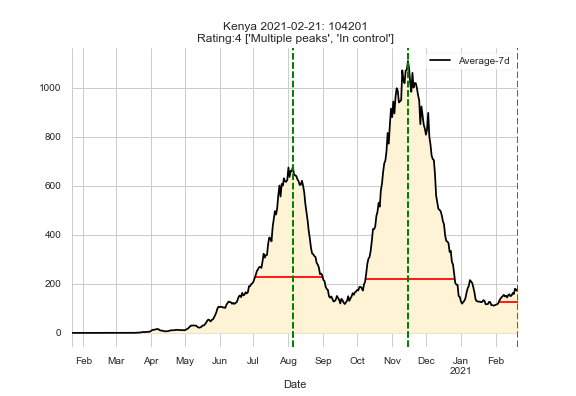 Kenya 2021-02-21: 104201
Rating:4 ['Multiple peaks', 'In control']
Average-7d
1000
800
600
400
200
0
Feb Mar Apr May Jun Jul Aug Sep Oct Nov Dec Jan Feb
2021
Date